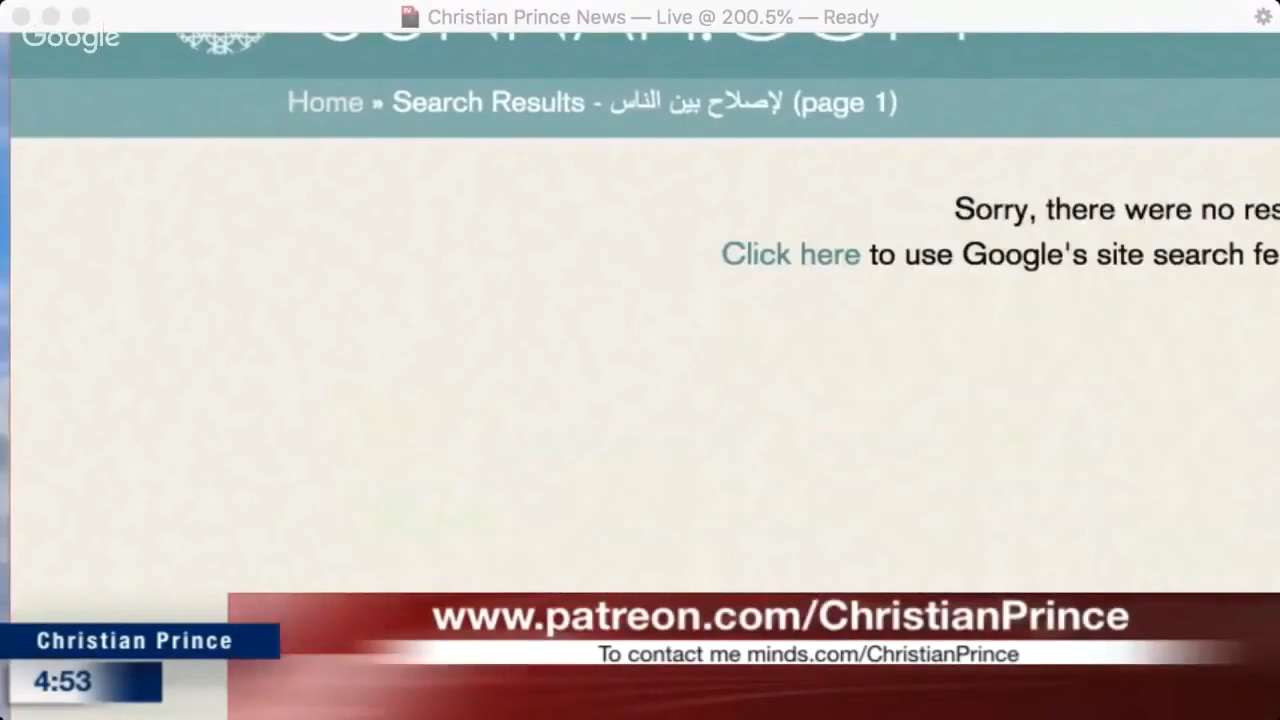 Christian Prince News — Live @ 200.5% — Ready
Google
Home » Search Results - لإصلاح بين الناس (page 1)
Sorry, there were no res
Click here to use Google's site search fe
www.patreon.com/ChristianPrince
Christian Prince
To contact me minds.com/ChristianPrince
4:53